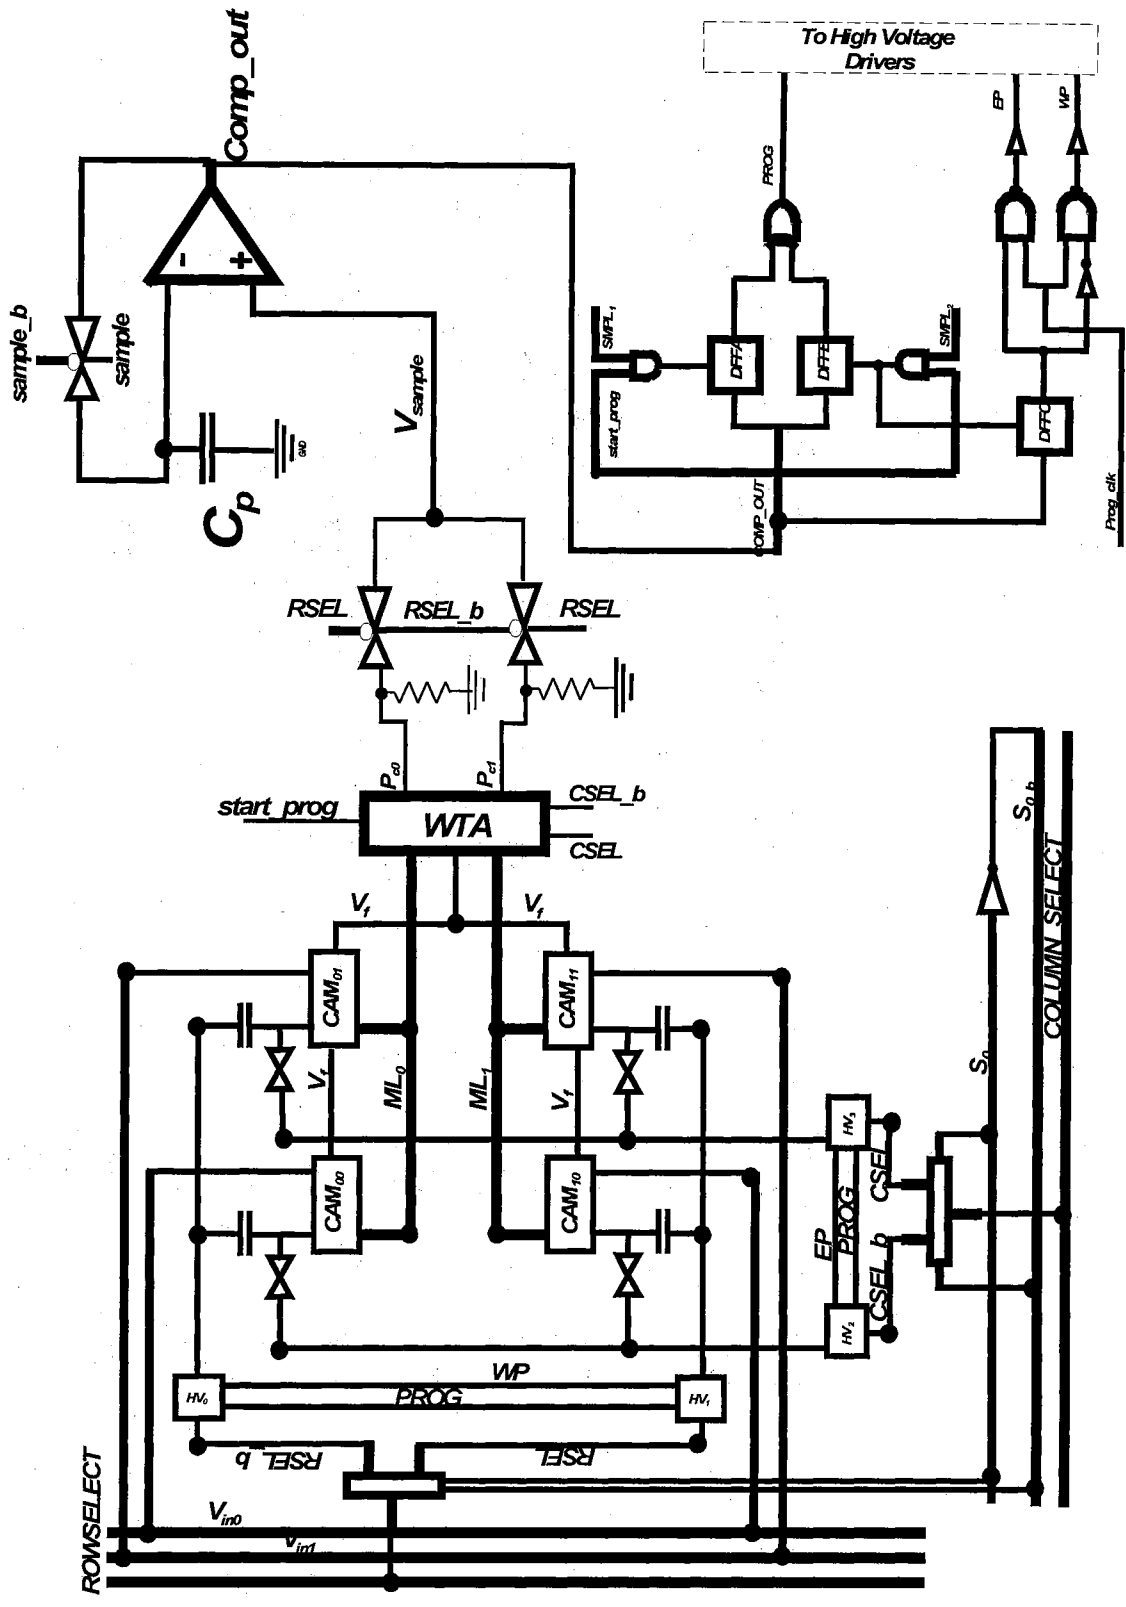 To High Voltage
Drivers
Comp_out
EP
WP
PROG
sample_b
sample
-
+
SMPL1
SMPL2
DFFA
DFFC
start_prog
Vsample
GND
Cp
COMP_OUT
Prog_clk
RSEL
RSEL_b
RSEL
Pc0
Pc1
start_prog
WTA
CSEL_b
CSEL
S0_b
COLUMN SELECT
Vf
Vf
CAM01
CAM11
Vf
ML0
ML1
Vf
S0
HV3
CSEL
CAM00
CAM10
EP
PROG
CSEL_b
HV2
WP
HV0
PROG
HV1
RSEL_b
RSEL
ROWSELECT
Vin0
Vin1